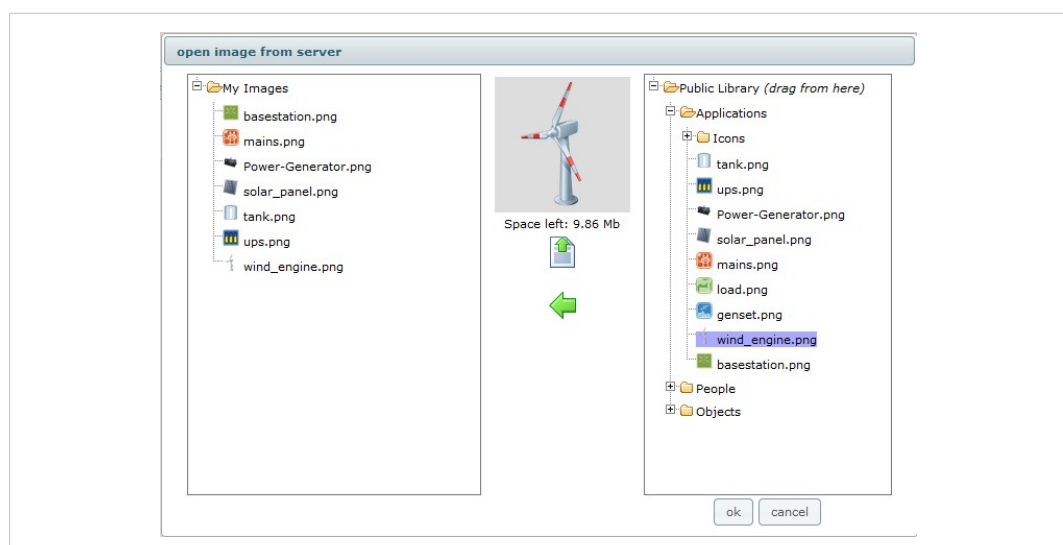 open image from server
My Images
basestation.png
mains.png
Power-Generator.png
solar_panel.png
tank.png
ups.png
wind_engine.png
Space left: 9.86 Mb
Public Library (drag from here)
Applications
Icons
tank.png
ups.png
Power-Generator.png
solar_panel.png
mains.png
load.png
genset.png
wind_engine.png
basestation.png
People
Objects
ok
cancel